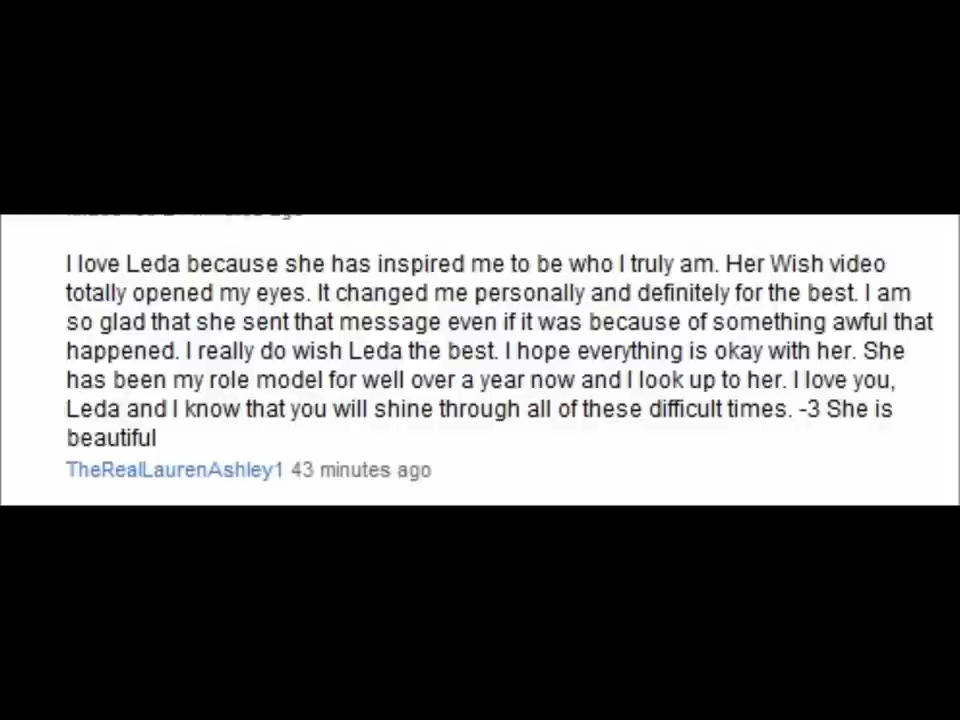 I love Leda because she has inspired me to be who I truly am. Her Wish video
totally opened my eyes. It changed me personally and definitely for the best. I am
so glad that she sent that message even if it was because of something awful that
happened. I really do wish Leda the best. I hope everything is okay with her. She
has been my role model for well over a year now and I look up to her. I love you,
Leda and I know that you will shine through all of these difficult times. -3 She is
beautiful
TheRealLaurenAshley1 43 minutes ago